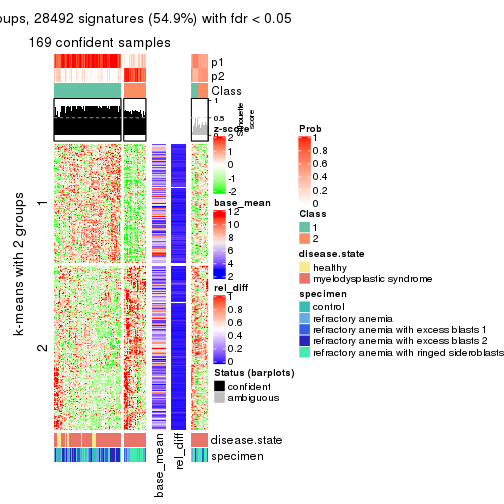 oups, 28492 signatures (54.9%) with fdr < 0.05
169 confident samples
p1
p2
Class
1
0.5
0
Silhouette
score
k-means with 2 groups
1
2
z-score
2
1
0
-1
-2
base_mean
12
10
8
6
4
2
rel_diff
1
0.8
0.6
0.4
0.2
0
Status (barplots)
confident
ambiguous
Prob
1
0.8
0.6
0.4
0.2
0
Class
1
2
disease.state
healthy
myelodysplastic syndrome
specimen
control
refractory anemia
refractory anemia with excess blasts 1
refractory anemia with excess blasts 2
refractory anemia with ringed sideroblasts
disease.state
specimen
base_mean
rel_diff